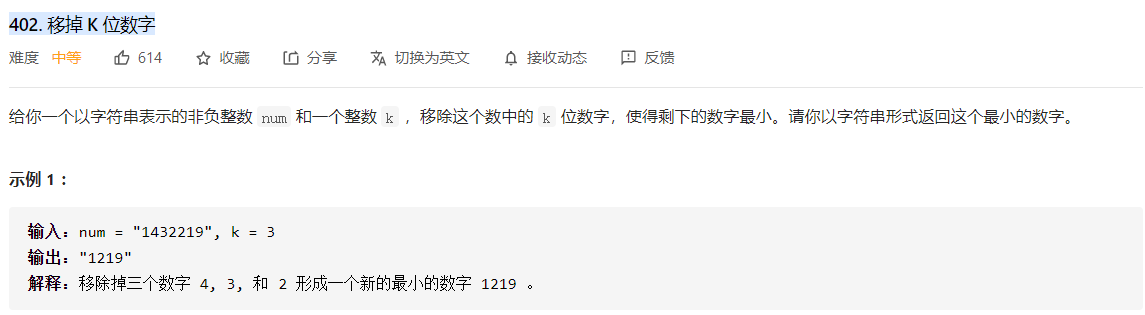 402. 移掉 K 位数字
难度 中等 614 收藏 分享 切换为英文 接收动态 反馈
给你一个以字符串表示的非负整数 num 和一个整数 k ，移除这个数中的 k 位数字，使得剩下的数字最小。请你以字符串形式返回这个最小的数字。
示例 1：
输入：num = "1432219", k = 3
输出："1219"
解释：移除掉三个数字 4, 3, 和 2 形成一个新的最小的数字 1219 。